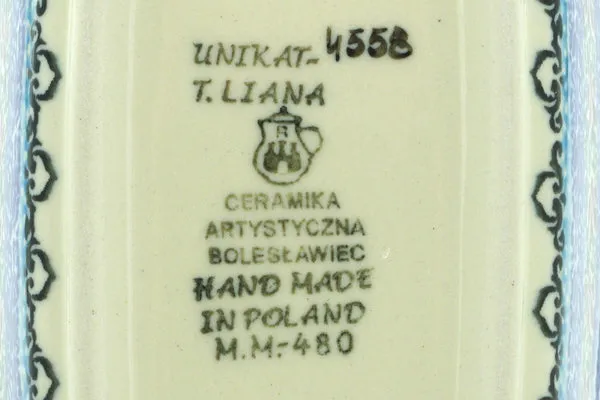 UNIKAT- 4558
T. LIANA
CERAMIKA
ARTYSTYCZNA
BOLESŁAWIEC
HAND MADE
IN POLAND
M.M.-480